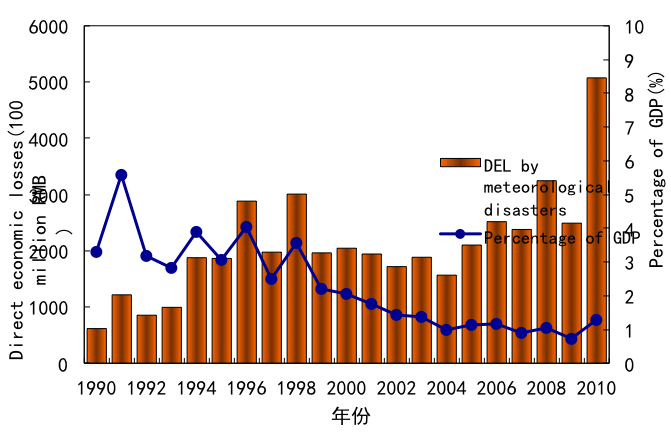 6000
5000
4000
3000
2000
1000
0
Direct economic losses(100
million RMB
)
10
9
8
7
6
5
4
3
2
1
0
Percentage of GDP(%)
DEL by
meteorological
disasters
Percentage of GDP
1990 1992 1994 1996 1998 2000 2002 2004 2006 2008 2010
年份